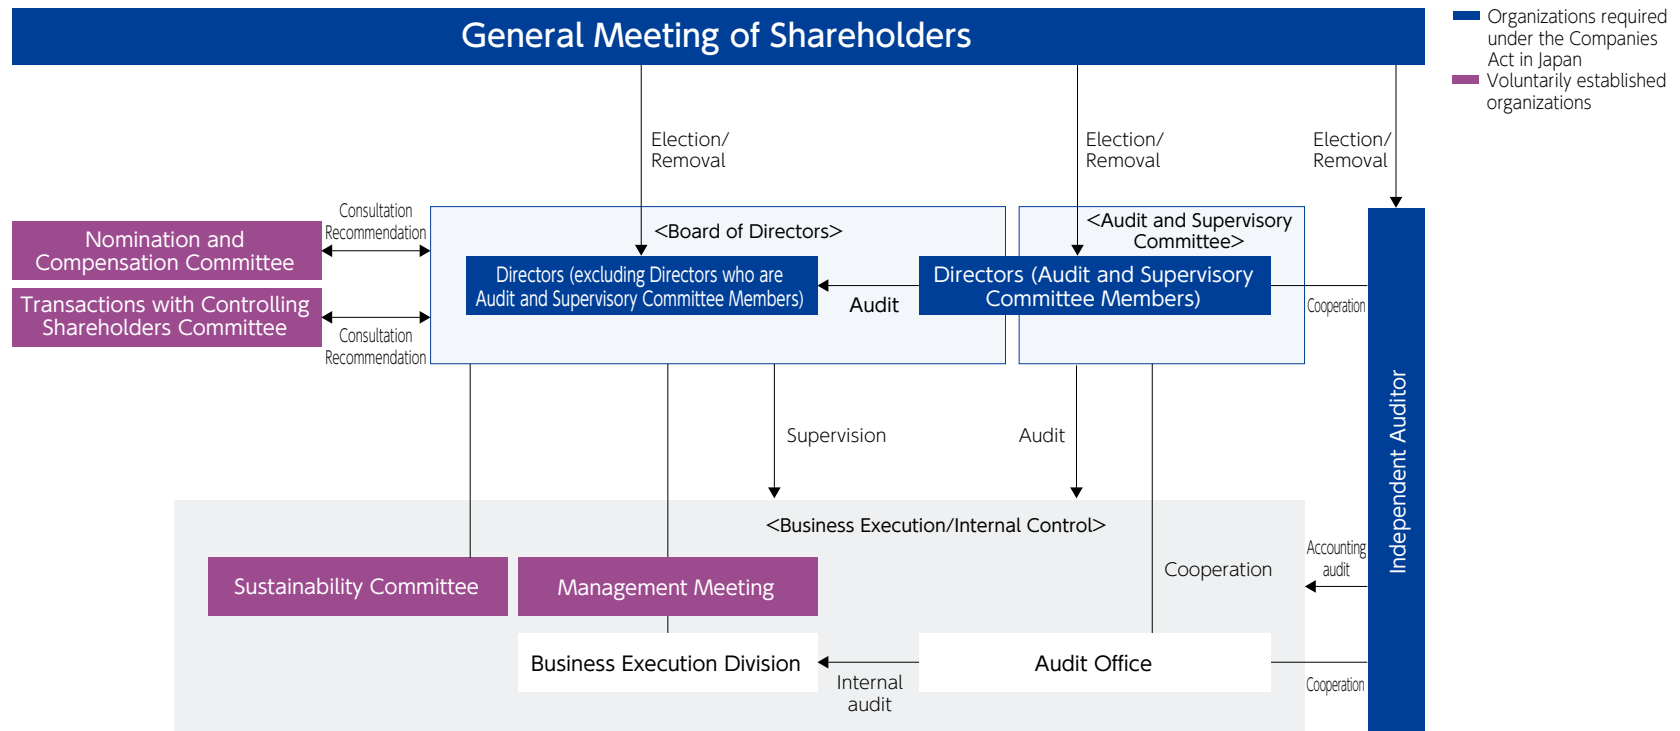 General Meeting of Shareholders
Organizations required
under the Companies
Act in Japan
Voluntarily established
organizations
Election/
Removal
Election/
Removal
Election/
Removal
Consultation
Recommendation
Nomination and
Compensation Committee
Transactions with Controlling
Shareholders Committee
Consultation
Recommendation
<Board of Directors>
Directors (excluding Directors who are
Audit and Supervisory Committee Members)
Audit
<Audit and Supervisory
Committee>
Directors (Audit and Supervisory
Committee Members)
Cooperation
Independent Auditor
Supervision
Audit
<Business Execution/Internal Control>
Sustainability Committee
Management Meeting
Cooperation
Accounting
audit
Business Execution Division
Internal
audit
Audit Office
Cooperation